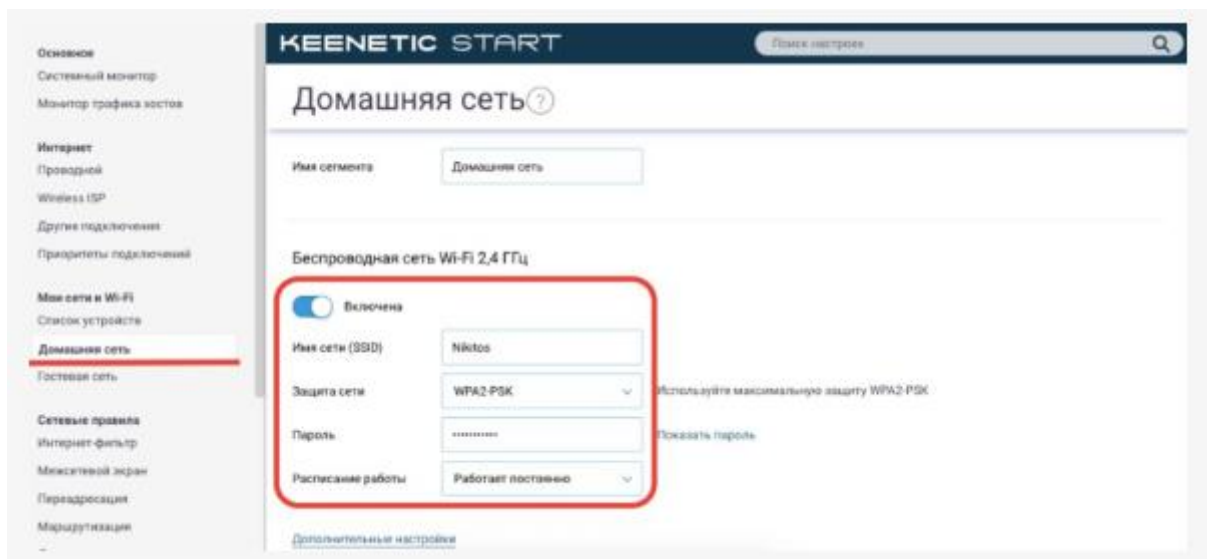 Основное
Системный монитор
Монитор трафика хостов
Интернет
Проводной
Wireless ISP
Другие подключения
Приоритеты подключений
Мои сети и Wi-Fi
Список устройств
Домашняя сеть
Гостевая сеть
Сетевые правила
Интернет-фильтр
Межсетевой экран
Переадресация
Маршрутизация
KEENETIC START
Поиск настроек
Домашняя сеть ?
Имя сегмента Домашняя сеть
Беспроводная сеть Wi-Fi 2,4 ГГц
Включена
Имя сети (SSID) Nikitos
Защита сети WPA2-PSK Используйте максимальную защиту WPA2-PSK
Пароль ••••••••••• Показать пароль
Расписание работы Работает постоянно
Дополнительные настройки